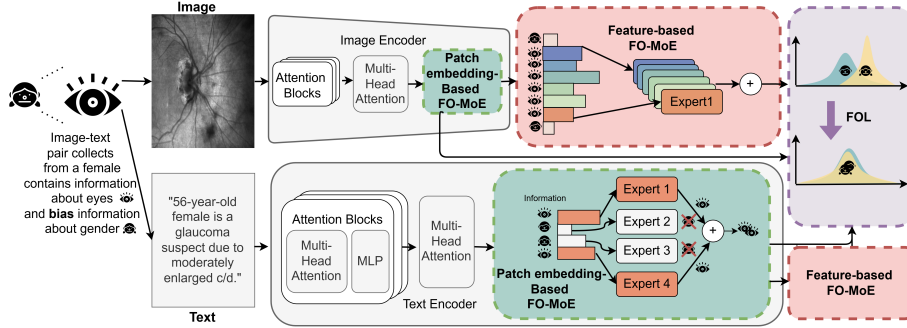 Image
Image Encoder
Attention
Blocks
Multi-
Head
Attention
Patch
embedding-
Based
FO-MoE
Feature-based
FO-MoE
Expert1
+
FOL
Image-text
pair collects
from a female
contains information
about eyes
and bias information
about gender
"56-year-old
female is a
glaucoma
suspect due to
moderately
enlarged c/d."
Text
Attention Blocks
Multi-
Head
Attention
MLP
Multi-
Head
Attention
Text Encoder
Information
Expert 1
Expert 2
Expert 3
Expert 4
+
Patch embedding-
Based
FO-MoE
Feature-based
FO-MoE